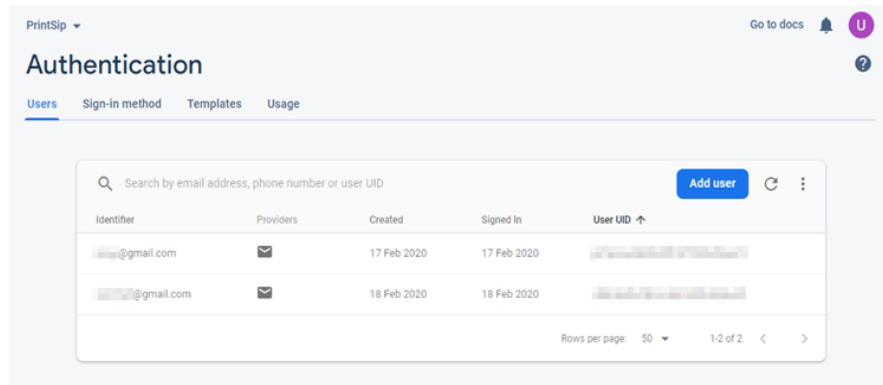 PrintSip Go to docs U
Authentication
Users Sign-in method Templates Usage
Search by email address, phone number or user UID Add user
Identifier Providers Created Signed In User UID
@gmail.com 17 Feb 2020 17 Feb 2020
@gmail.com 18 Feb 2020 18 Feb 2020
Rows per page: 50 1-2 of 2